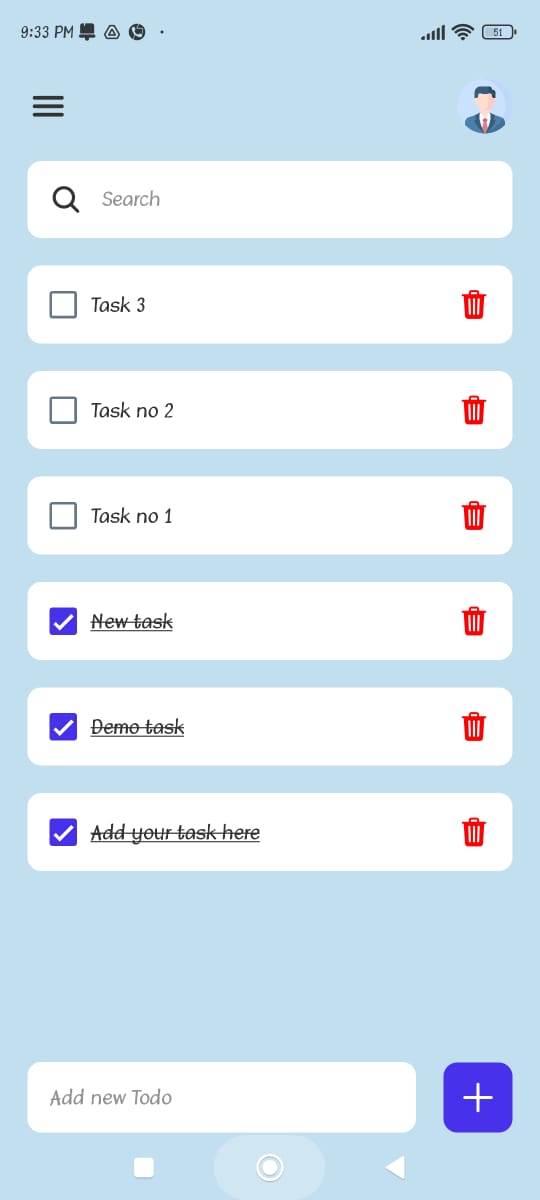 9:33 PM
51
Search
Task 3
Task no 2
Task no 1
New task
Demo task
Add your task here
Add new Todo